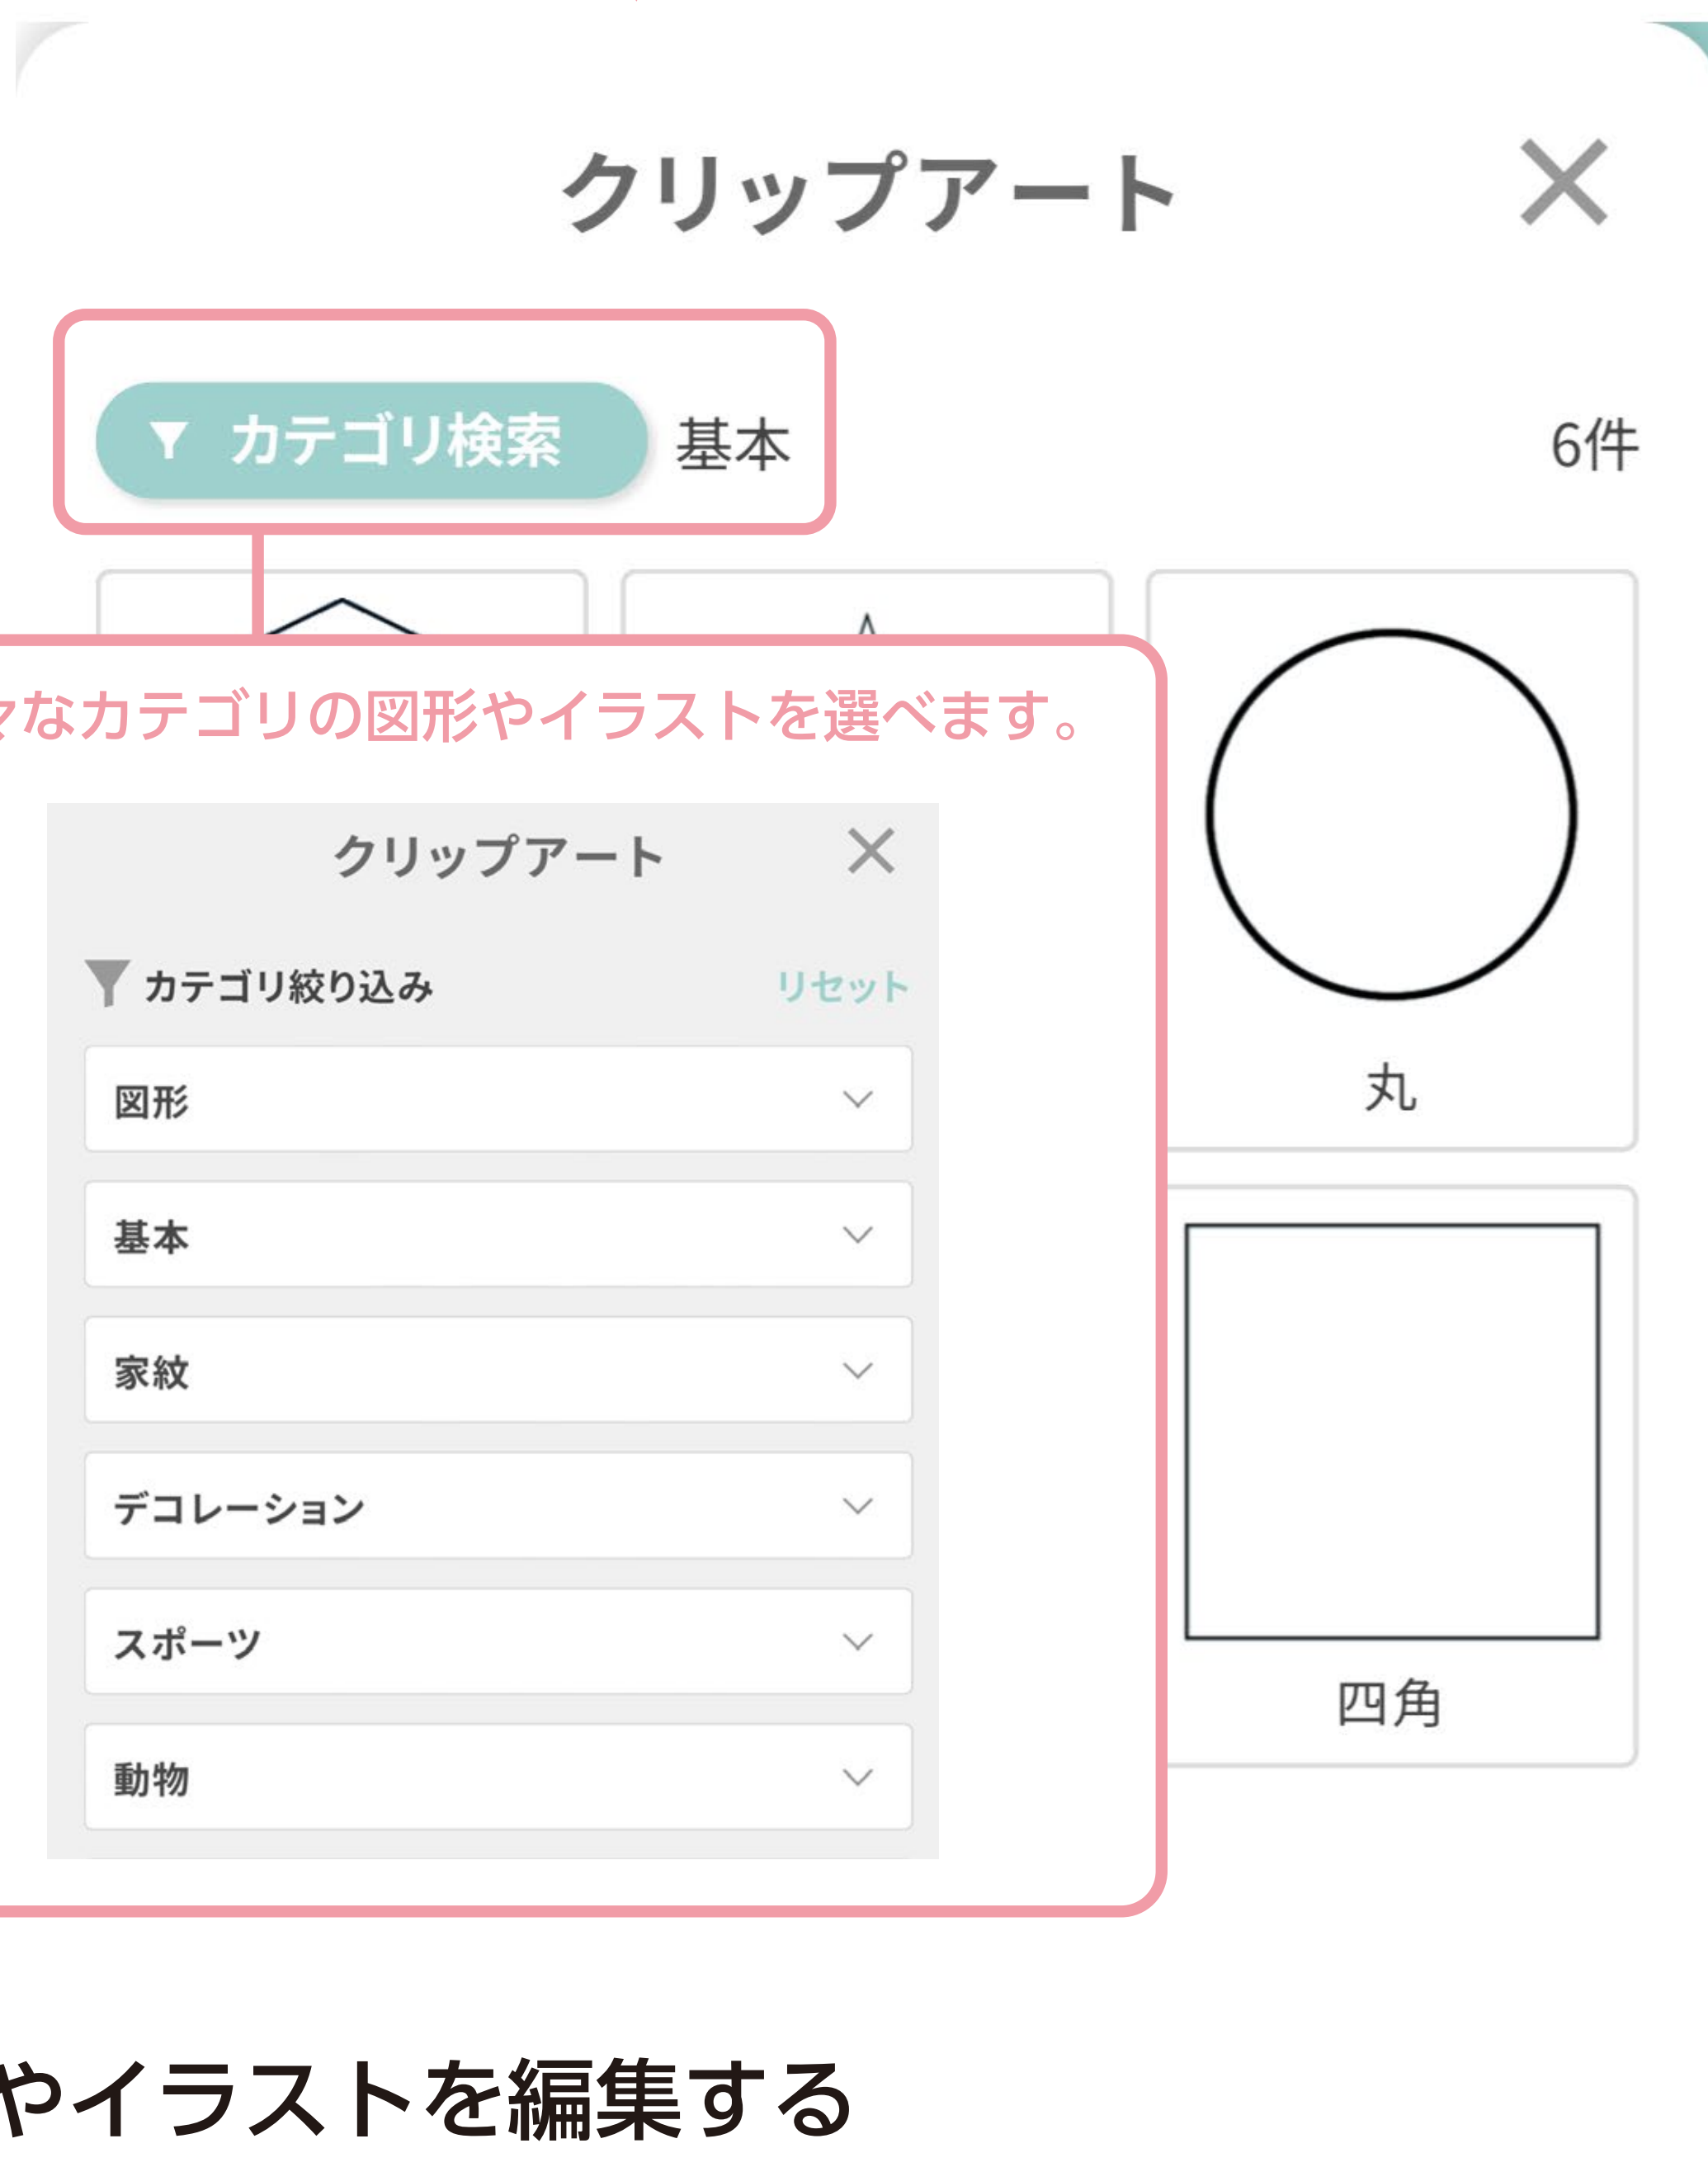 クリップアート
カテゴリ検索 基本 6件
々なカテゴリの図形やイラストを選べます。
クリップアート
カテゴリ絞り込み リセット
図形
基本
家紋
デコレーション
スポーツ
動物
丸
四角
やイラストを編集する